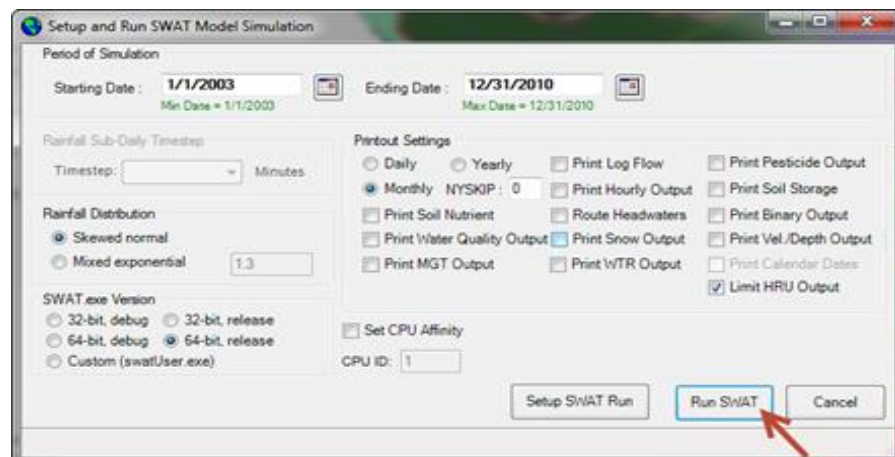 Setup and Run SWAT Model Simulation
Period of Simulation
Starting Date : 1/1/2003
Min Date = 1/1/2003
Ending Date : 12/31/2010
Max Date = 12/31/2010
Rainfall Sub-Daily Timestep
Timestep: Minutes
Rainfall Distribution
Skewed normal
Mixed exponential 1.3
SWAT.exe Version
32-bit, debug 32-bit, release
64-bit, debug 64-bit, release
Custom (swatUser.exe)
Printout Settings
Daily Yearly Print Log Flow Print Pesticide Output
Monthly NYSKIP : 0 Print Hourly Output Print Soil Storage
Print Soil Nutrient Route Headwaters Print Binary Output
Print Water Quality Output Print Snow Output Print Vel./Depth Output
Print MGT Output Print WTR Output Print Calendar Dates
Limit HRU Output
Set CPU Affinity
CPU ID: 1
Setup SWAT Run Run SWAT Cancel